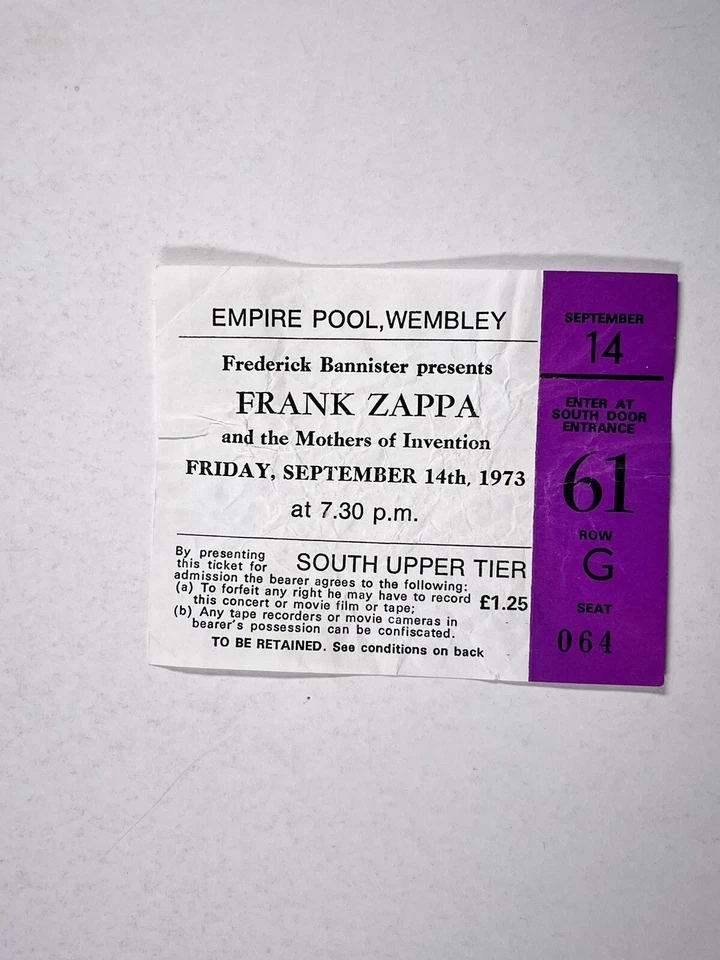 EMPIRE POOL,WEMBLEY
Frederick Bannister presents
FRANK ZAPPA
and the Mothers of Invention
FRIDAY, SEPTEMBER 14th, 1973
at 7.30 p.m.
SOUTH UPPER TIER
By presenting
this ticket for
admission the bearer agrees to the following:
(a) To forfeit any right he may have to record
this concert or movie film or tape;
£1.25
(b) Any tape recorders or movie cameras in
bearer's possession can be confiscated.
TO BE RETAINED. See conditions on back
SEPTEMBER
14
ENTER AT
SOUTH DOOR
ENTRANCE
61
ROW
G
SEAT
064